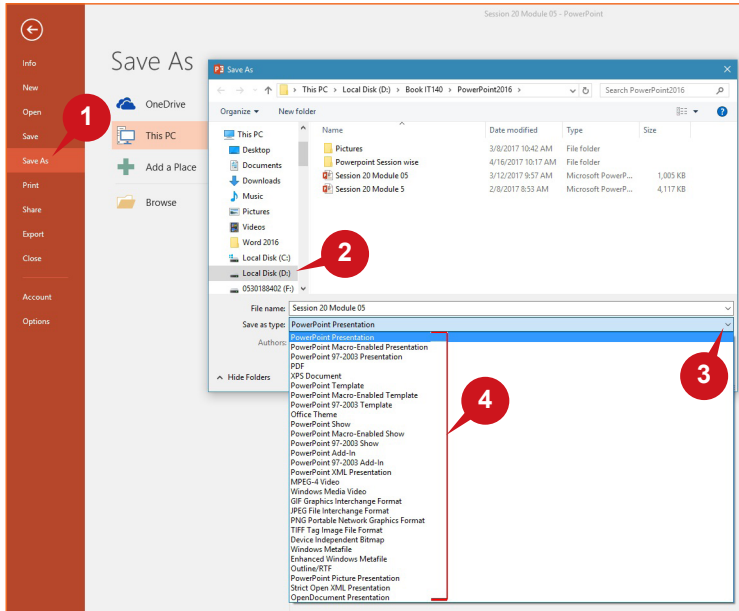 Session 20 Module 05 - PowerPoint
Info
New
Open
Save
Save As
Print
Share
Export
Close
Account
Options
Save As
OneDrive
This PC
Add a Place
Browse
1
P3 Save As
This PC > Local Disk (D:) > Book IT140 > PowerPoint2016 >
Search PowerPoint2016
Organize
New folder
This PC
Desktop
Documents
Downloads
Music
Pictures
Videos
Word 2016
Local Disk (C:)
Local Disk (D:)
0530188402 (F:)
2
Name Date modified Type Size
Pictures 3/8/2017 10:42 AM File folder
Powerpoint Session wise 4/16/2017 10:17 AM File folder
Session 20 Module 05 3/12/2017 9:57 AM Microsoft PowerP... 1,005 KB
Session 20 Module 5 2/8/2017 8:53 AM Microsoft PowerP... 4,117 KB
File name: Session 20 Module 05
Save as type: PowerPoint Presentation
Authors:
Hide Folders
3
PowerPoint Presentation
PowerPoint Macro-Enabled Presentation
PowerPoint 97-2003 Presentation
PDF
XPS Document
PowerPoint Template
PowerPoint Macro-Enabled Template
PowerPoint 97-2003 Template
Office Theme
PowerPoint Show
PowerPoint Macro-Enabled Show
PowerPoint 97-2003 Show
PowerPoint Add-In
PowerPoint 97-2003 Add-In
PowerPoint XML Presentation
MPEG-4 Video
Windows Media Video
GIF Graphics Interchange Format
JPEG File Interchange Format
PNG Portable Network Graphics Format
TIFF Tag Image File Format
Device Independent Bitmap
Windows Metafile
Enhanced Windows Metafile
Outline/RTF
PowerPoint Picture Presentation
Strict Open XML Presentation
OpenDocument Presentation
4